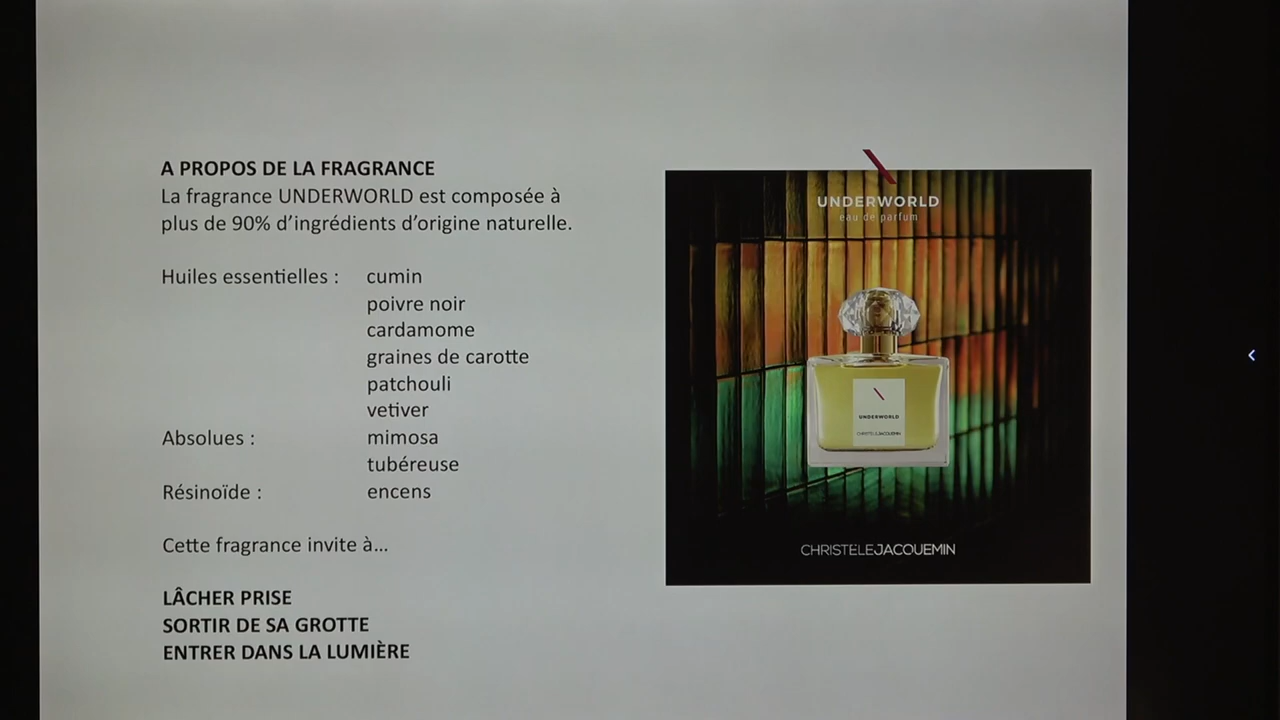 A PROPOS DE LA FRAGRANCE
La fragrance UNDERWORLD est composée à
plus de 90% d’ingrédients d’origine naturelle.
Huiles essentielles : cumin
poivre noir
cardamome
graines de carotte
patchouli
vetiver
Absolues : mimosa
tubéreuse
Résinoïde : encens
Cette fragrance invite à…
LÂCHER PRISE
SORTIR DE SA GROTTE
ENTRER DANS LA LUMIÈRE
UNDERWORLD
eau de parfum
UNDERWORLD
CHRISTELEJACQUEMIN
CHRISTELEJACQUEMIN